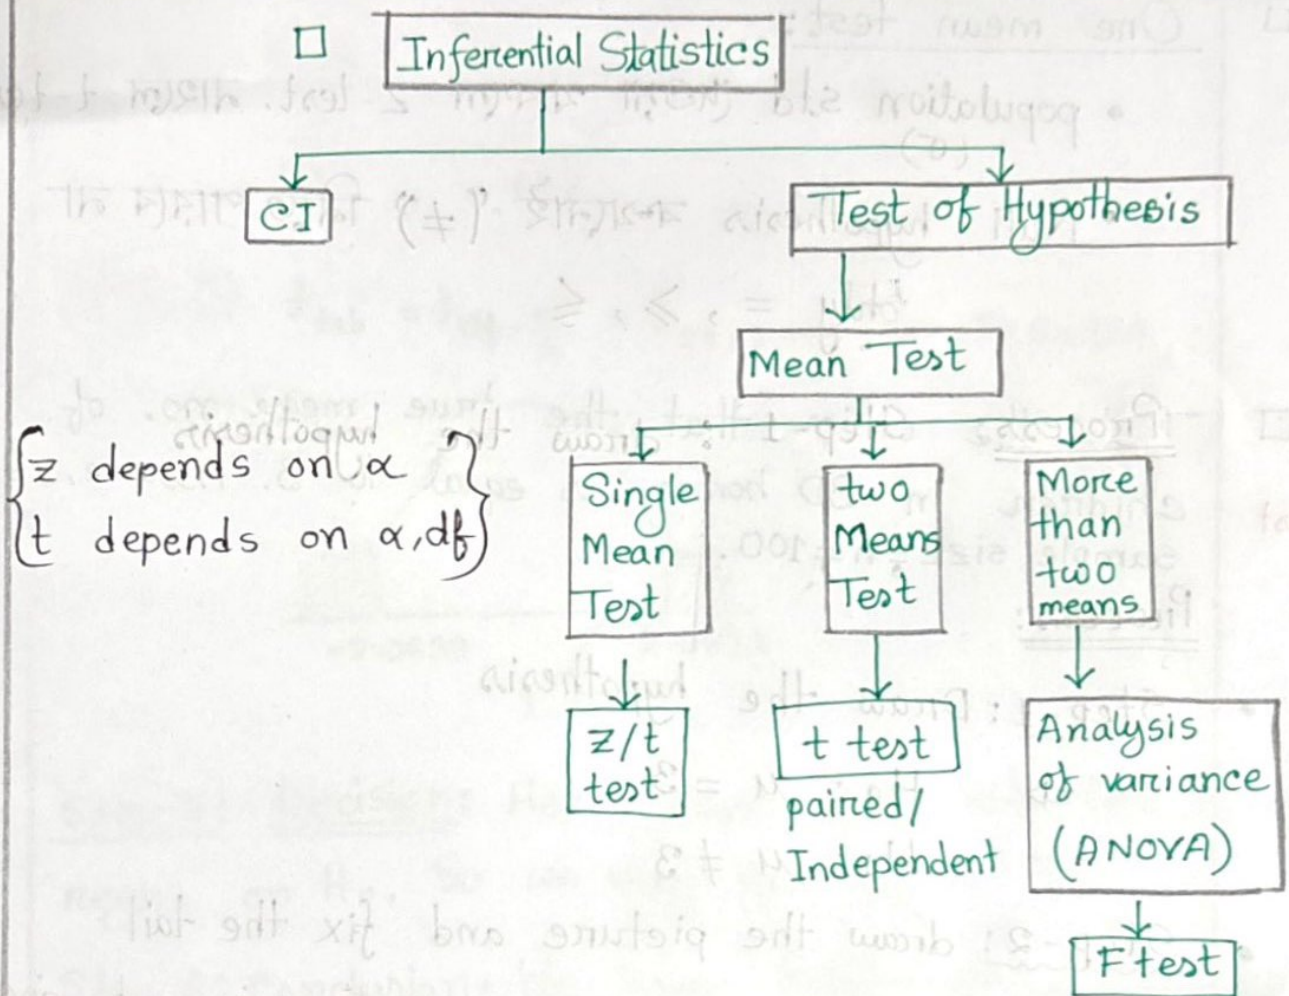 Inferential Statistics
CI
Test of Hypothesis
Mean Test
z depends on α
t depends on α, df
Single
Mean
Test
two
Means
Test
More
than
two
means
z/t
test
t test
paired/
Independent
Analysis
of variance
(ANOVA)
F test